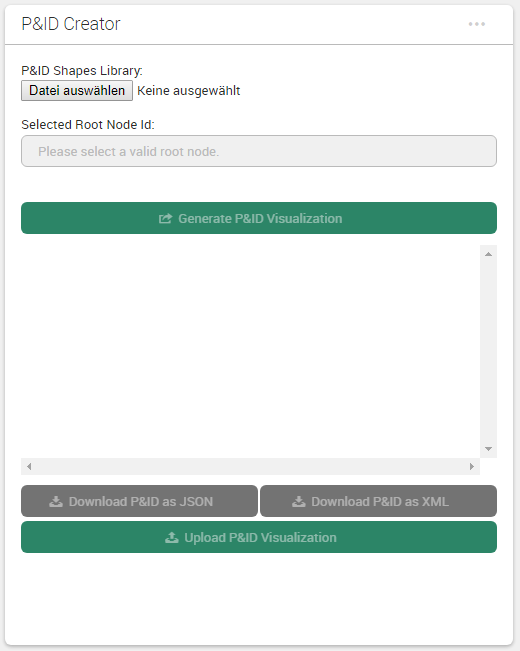 P&ID Creator
P&ID Shapes Library:
Datei auswählen Keine ausgewählt
Selected Root Node Id:
Please select a valid root node.
Generate P&ID Visualization
Download P&ID as JSON Download P&ID as XML
Upload P&ID Visualization